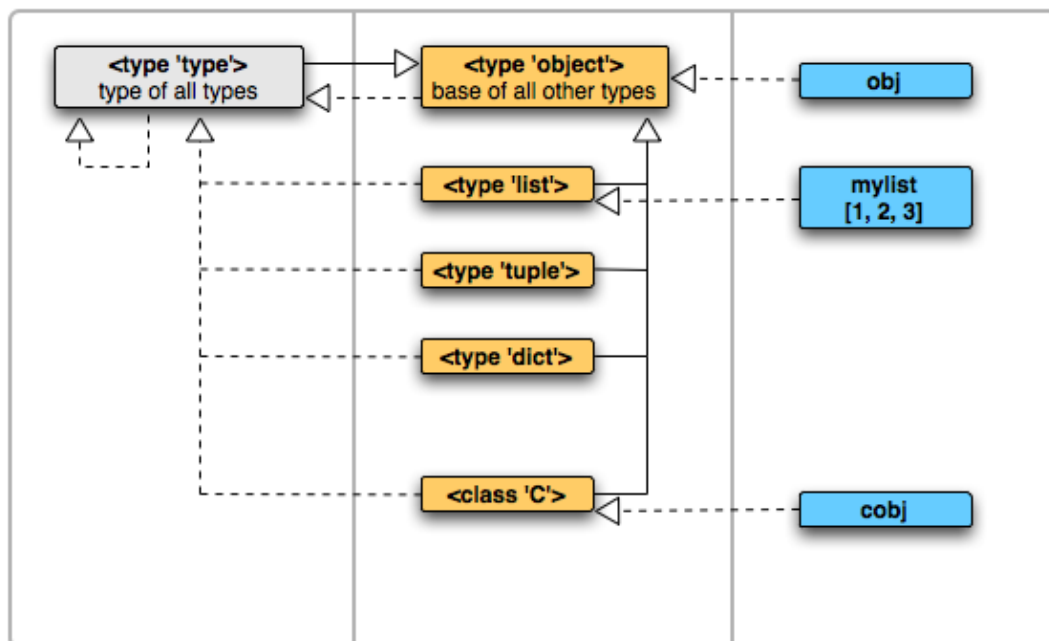 <type 'type'>
type of all types
<type 'object'>
base of all other types
obj
<type 'list'>
mylist
[1, 2, 3]
<type 'tuple'>
<type 'dict'>
<class 'C'>
cobj